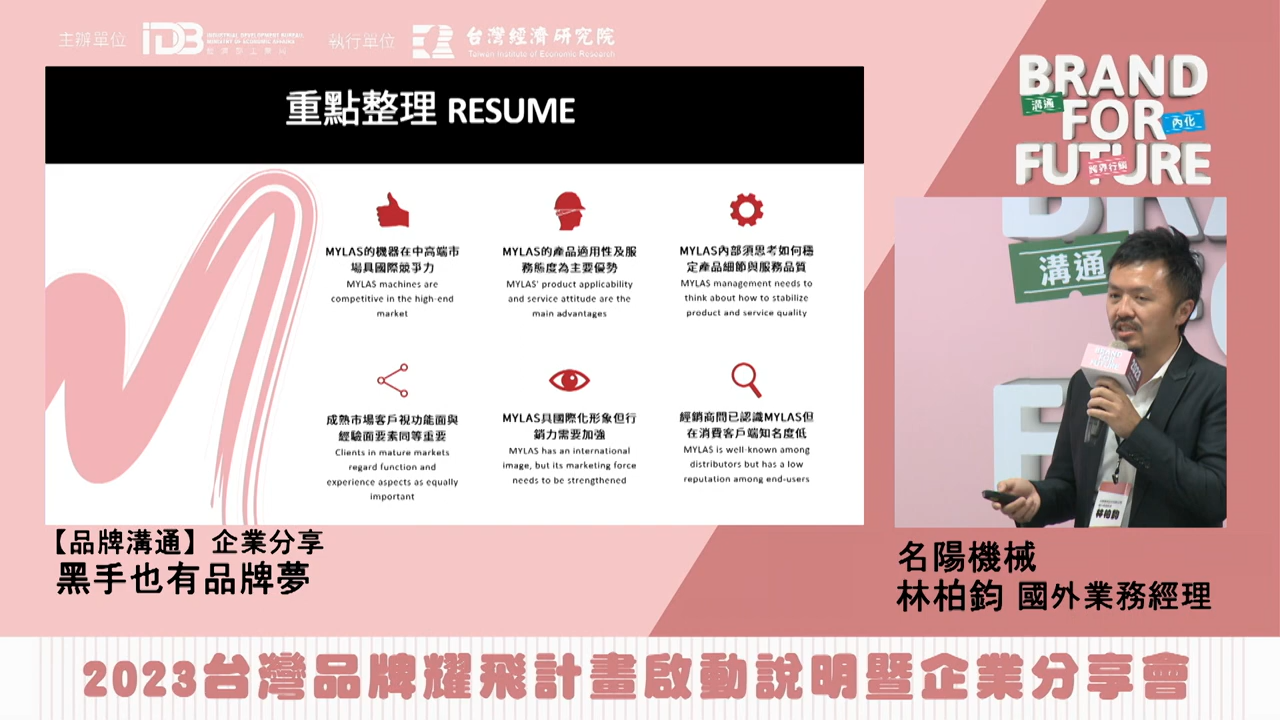 主辦單位
IDB
INDUSTRIAL DEVELOPMENT BUREAU,
MINISTRY OF ECONOMIC AFFAIRS
經濟部工業局
執行單位
台灣經濟研究院
Taiwan Institute of Economic Research
重點整理 RESUME
MYLAS的機器在中高端市
場具國際競爭力
MYLAS machines are
competitive in the high-end
market
MYLAS的產品適用性及服
務態度為主要優勢
MYLAS' product applicability
and service attitude are the
main advantages
MYLAS內部須思考如何穩
定產品細節與服務品質
MYLAS management needs to
think about how to stabilize
product and service quality
成熟市場客戶視功能面與
經驗面要素同等重要
Clients in mature markets
regard function and
experience aspects as equally
important
MYLAS具國際化形象但行
銷力需要加強
MYLAS has an international
image, but its marketing force
needs to be strengthened
經銷商間已認識MYLAS但
在消費客戶端知名度低
MYLAS is well-known among
distributors but has a low
reputation among end-users
BRAND
溝通
FOR
內化
FUTURE
跨界行銷
溝通
林柏鈞
【品牌溝通】企業分享
黑手也有品牌夢
名陽機械
林柏鈞 國外業務經理
2023台灣品牌耀飛計畫啟動說明暨企業分享會